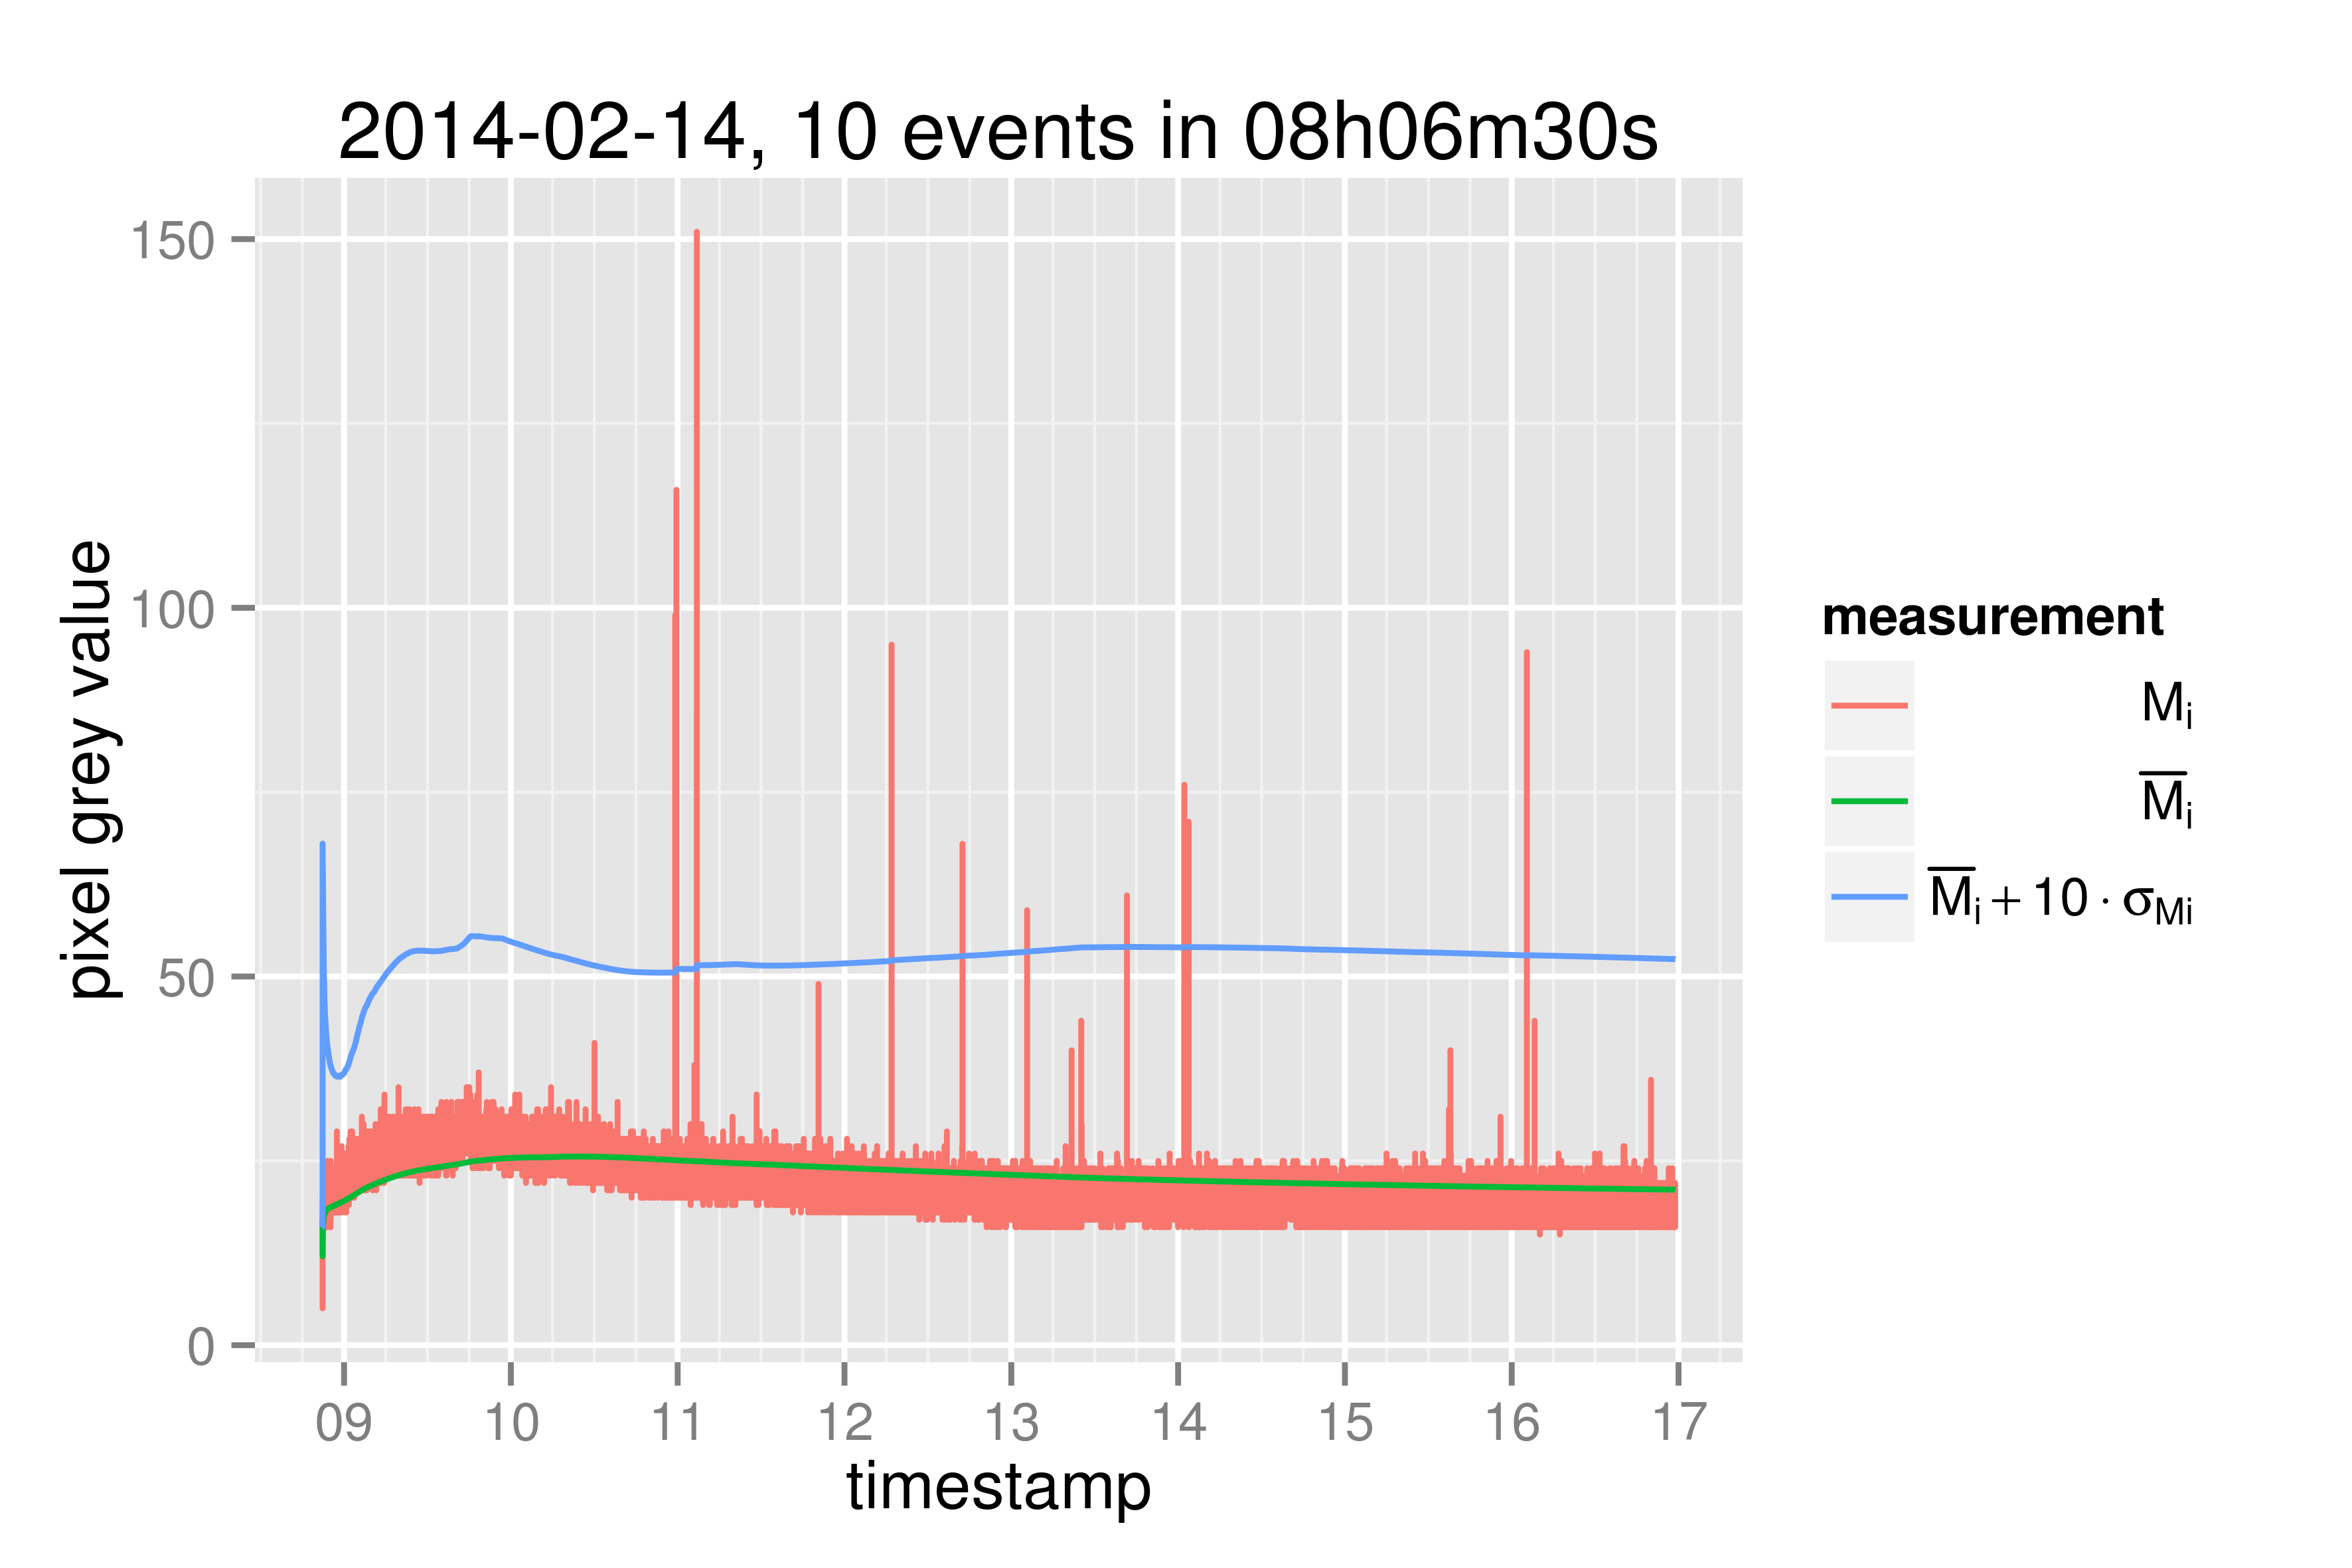 2014-02-14, 10 events in 08h06m30s
150
100
50
0
pixel grey value
09 10 11 12 13 14 15 16 17
timestamp
measurement
Mᵢ
M̅ᵢ
M̅ᵢ + 10 · σ_Mi